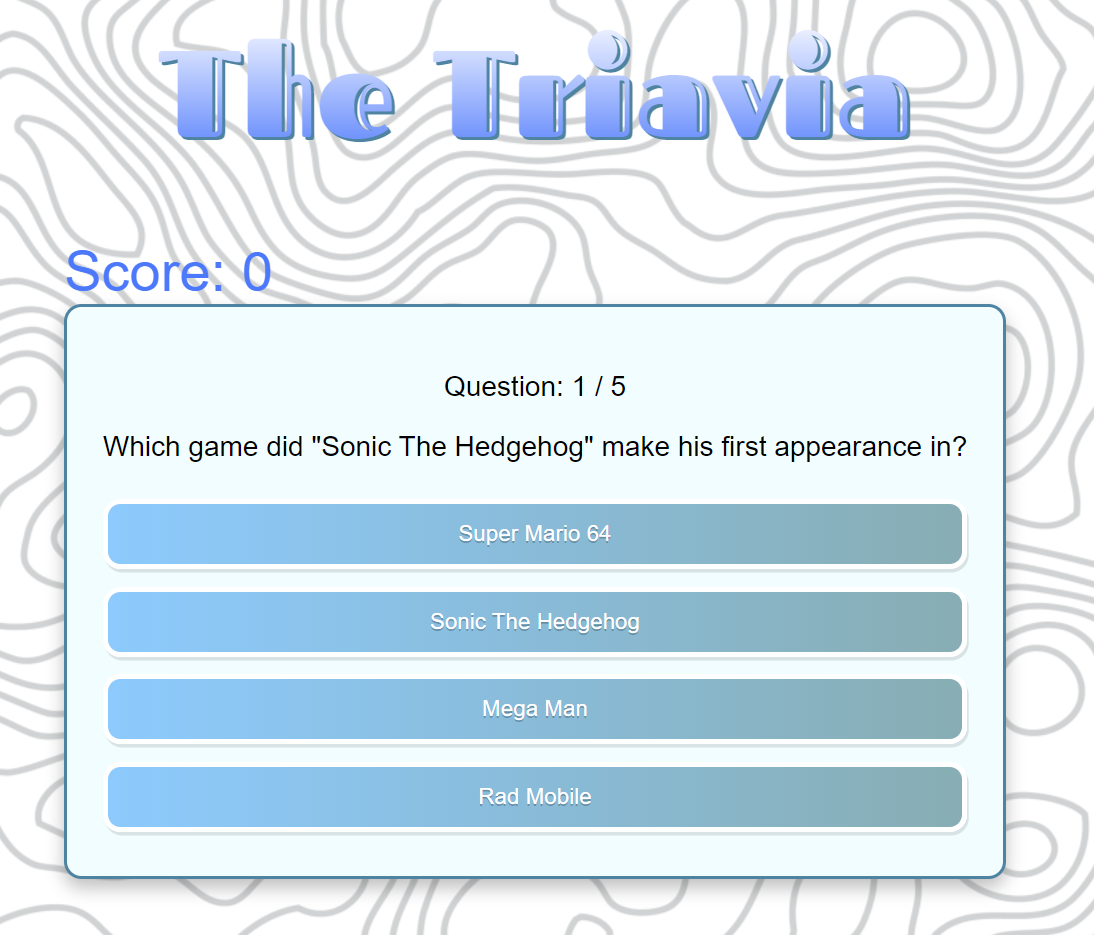 The Triavia
Score: 0
Question: 1 / 5
Which game did "Sonic The Hedgehog" make his first appearance in?
Super Mario 64
Sonic The Hedgehog
Mega Man
Rad Mobile